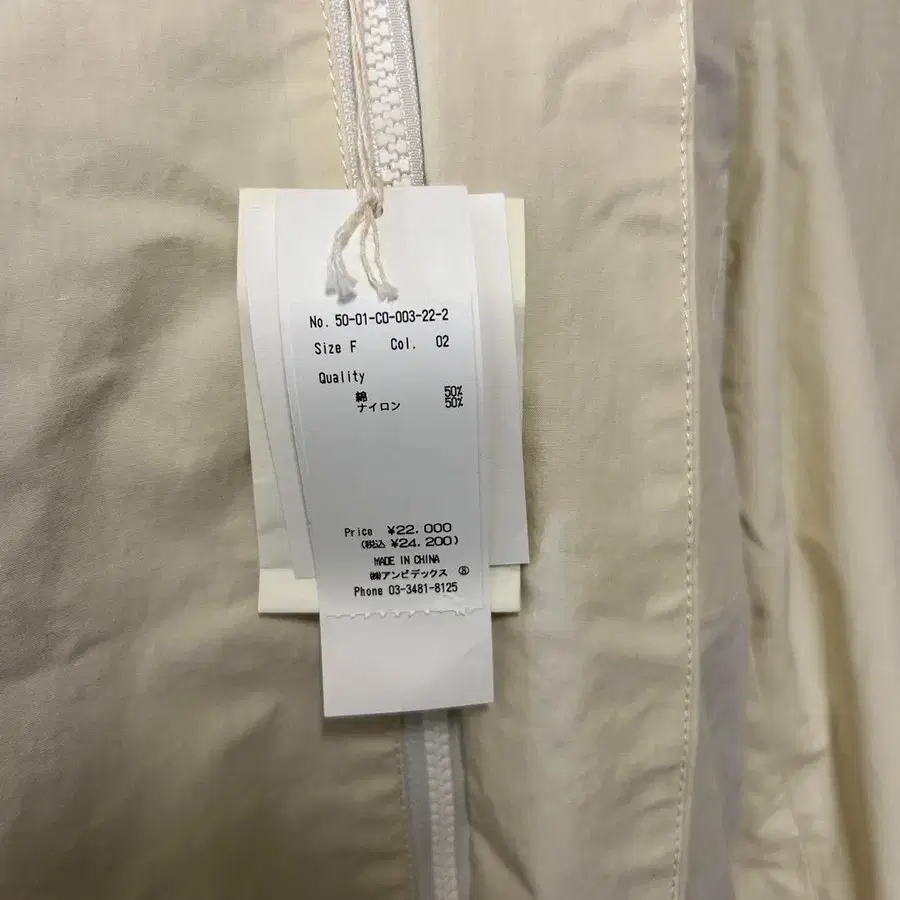 No. 50-01-CO-003-22-2
Size F Col. 02
Quality
綿 50%
ナイロン 50%
Price ¥22.000
(税込 ¥24.200)
MADE IN CHINA
㈱アンビデックス ⑧
Phone 03-3481-8125